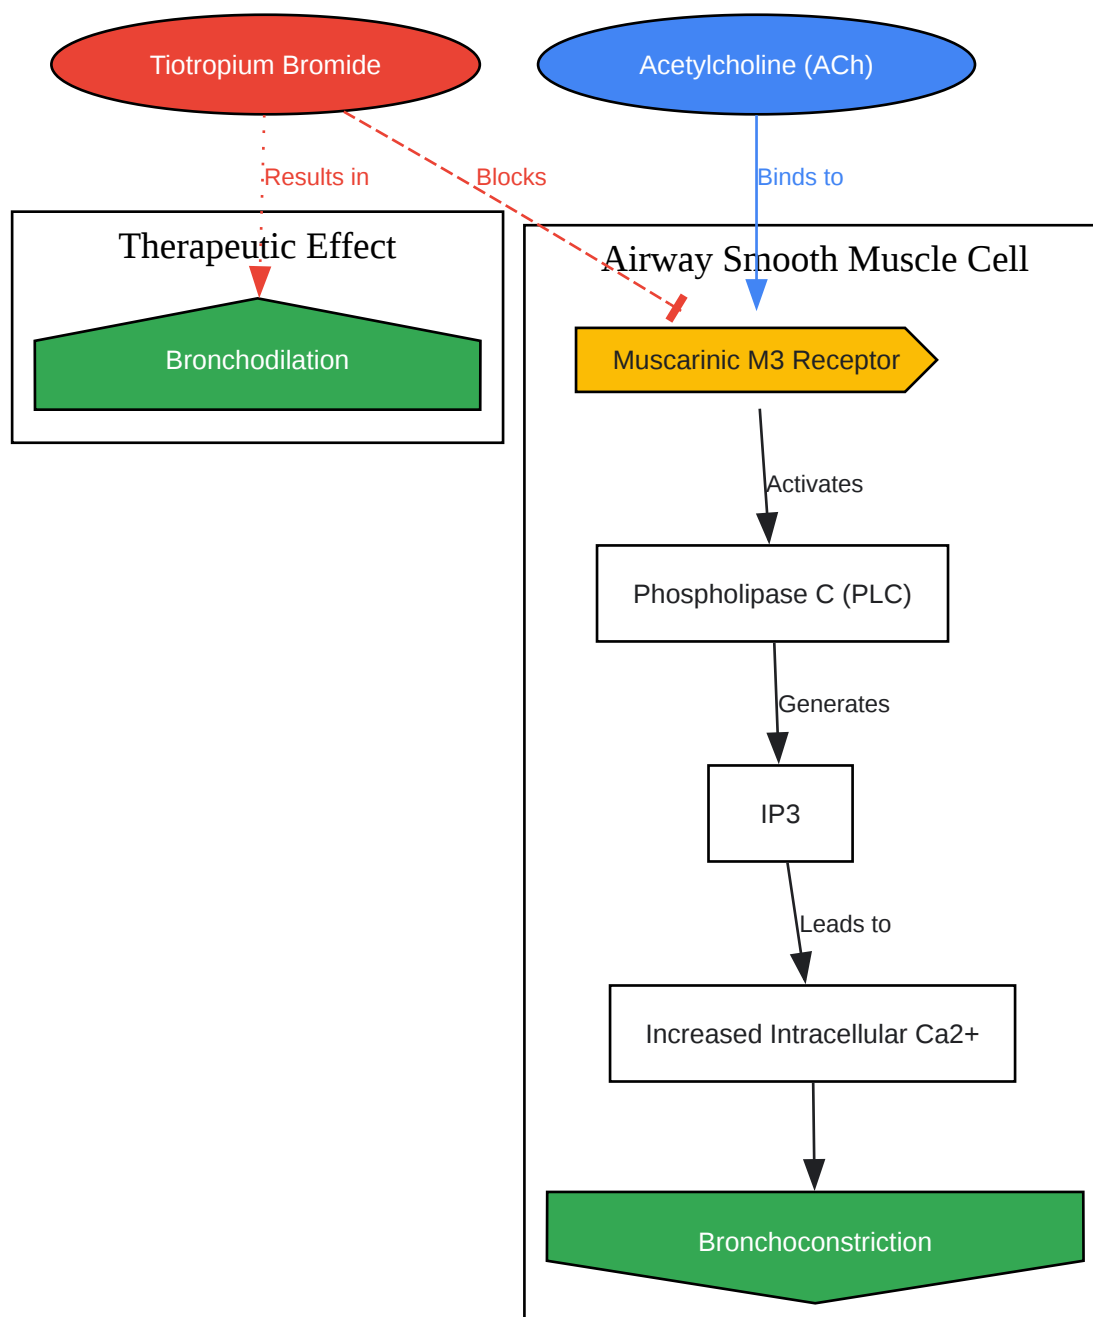 Tiotropium Bromide
Acetylcholine (ACh)
Results in
Blocks
Binds to
Therapeutic Effect
Airway Smooth Muscle Cell
Bronchodilation
Muscarinic M3 Receptor
Activates
Phospholipase C (PLC)
Generates
IP3
Leads to
Increased Intracellular Ca2+
Bronchoconstriction